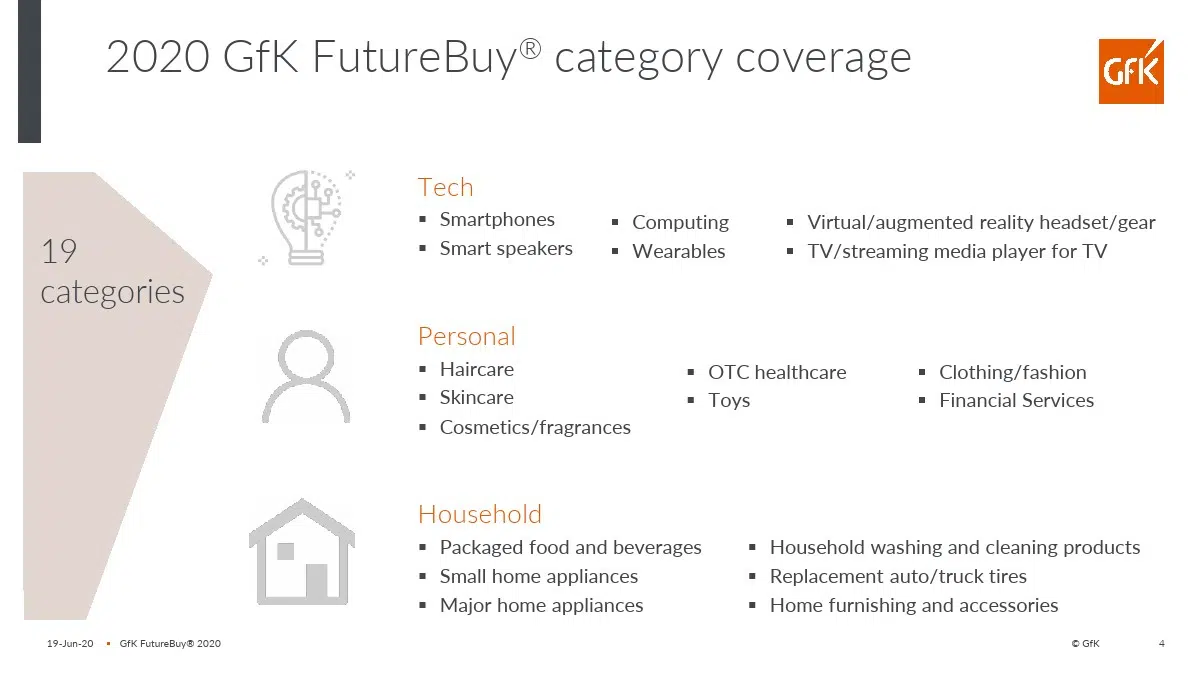 2020 GfK FutureBuy® category coverage
GfK
19
categories
Tech
▪ Smartphones
▪ Smart speakers
▪ Computing
▪ Wearables
▪ Virtual/augmented reality headset/gear
▪ TV/streaming media player for TV
Personal
▪ Haircare
▪ Skincare
▪ Cosmetics/fragrances
▪ OTC healthcare
▪ Toys
▪ Clothing/fashion
▪ Financial Services
Household
▪ Packaged food and beverages
▪ Small home appliances
▪ Major home appliances
▪ Household washing and cleaning products
▪ Replacement auto/truck tires
▪ Home furnishing and accessories
19-Jun-20 ▪ GfK FutureBuy® 2020
© GfK
4